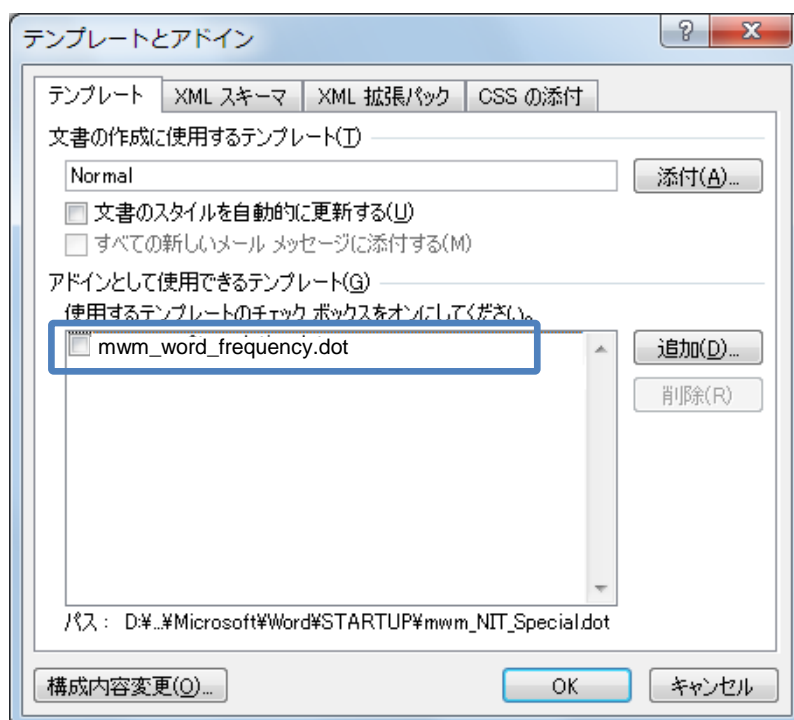 テンプレートとアドイン
テンプレート XML スキーマ XML 拡張パック CSS の添付
文書の作成に使用するテンプレート(T)
Normal 添付(A)...
文書のスタイルを自動的に更新する(U)
すべての新しいメール メッセージに添付する(M)
アドインとして使用できるテンプレート(G)
使用するテンプレートのチェック ボックスをオンにしてください。
mwm_word_frequency.dot 追加(D)...
削除(R)
パス： D:¥...¥Microsoft¥Word¥STARTUP¥mwm_NIT_Special.dot
構成内容変更(O)... OK キャンセル